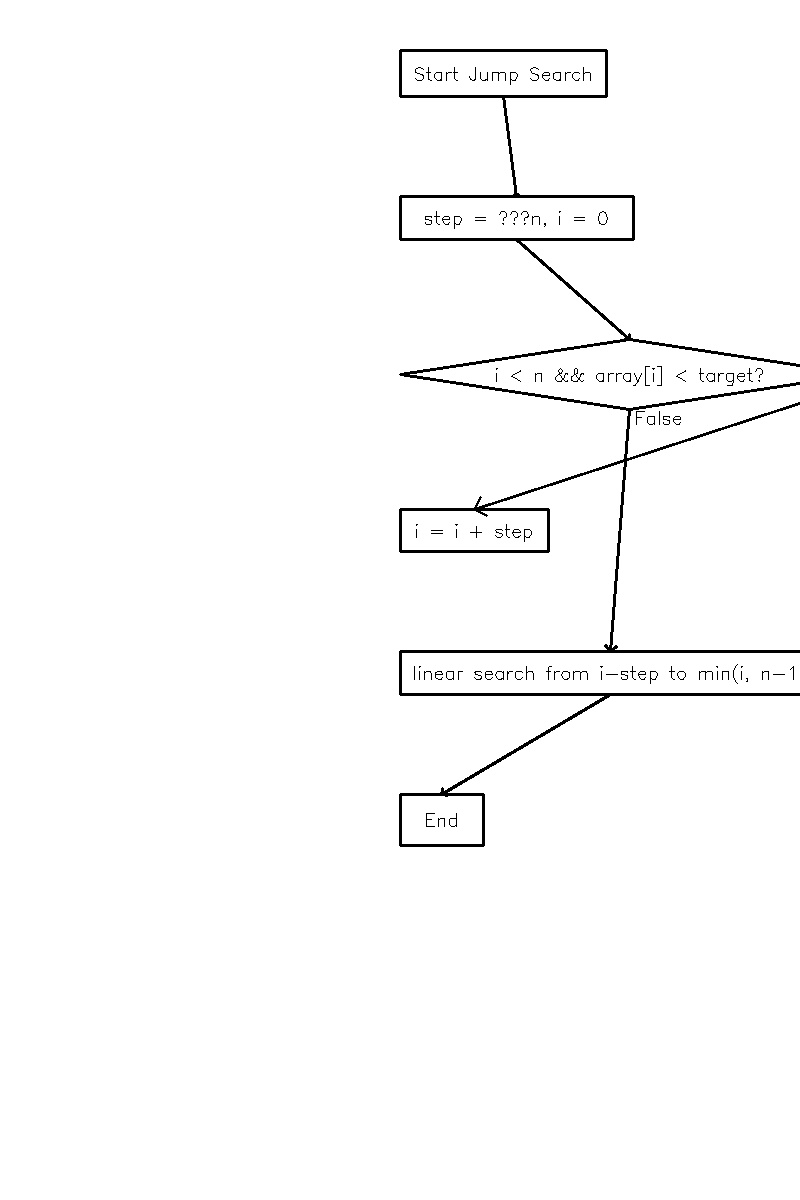 Start Jump Search
step = ???n, i = 0
i < n && array[i] < target?
False
i = i + step
linear search from i-step to min(i, n-1
End